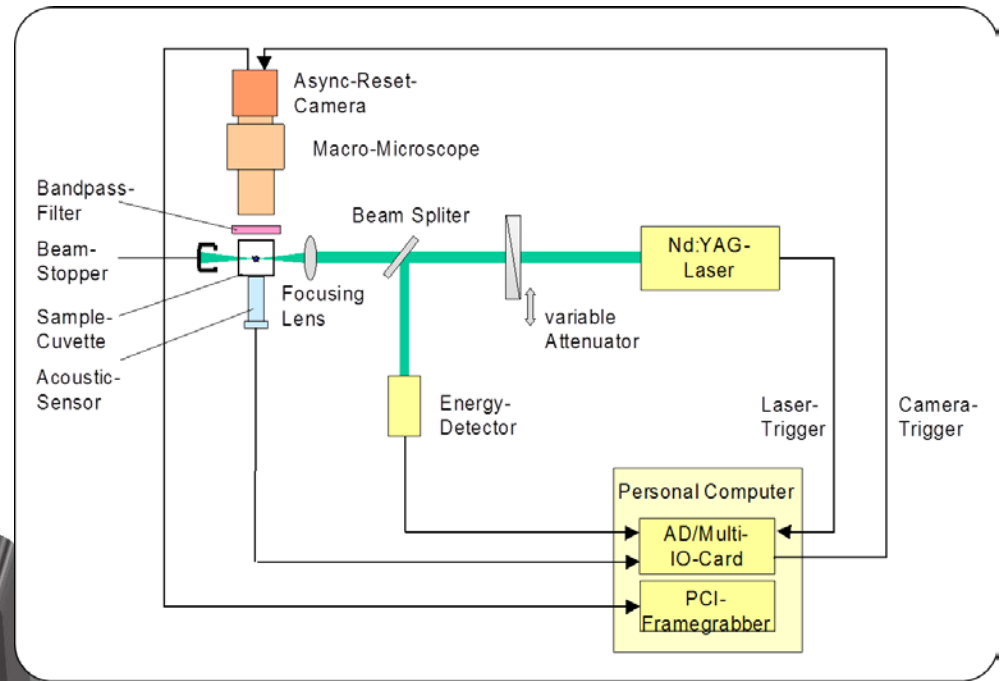 Async-Reset-
Camera
Macro-Microscope
Bandpass-
Filter
Beam Spliter
Beam-
Stopper
Nd:YAG-
Laser
Focusing
Lens
Sample-
Cuvette
variable
Attenuator
Acoustic-
Sensor
Energy-
Detector
Laser-
Trigger
Camera-
Trigger
Personal Computer
AD/Multi-
IO-Card
PCI-
Framegrabber